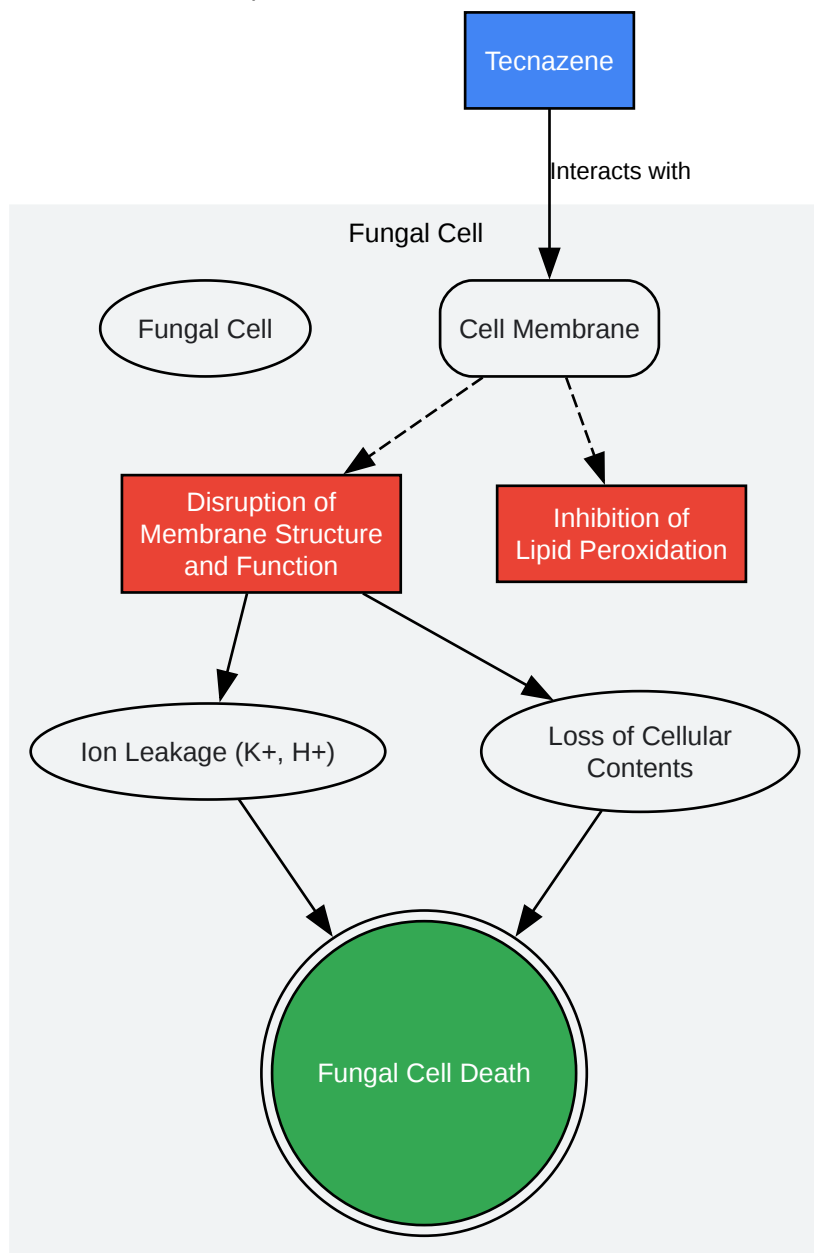 Tecnazene
Interacts with
Fungal Cell
Fungal Cell
Cell Membrane
Disruption of
Membrane Structure
and Function
Inhibition of
Lipid Peroxidation
Ion Leakage (K+, H+)
Loss of Cellular
Contents
Fungal Cell Death